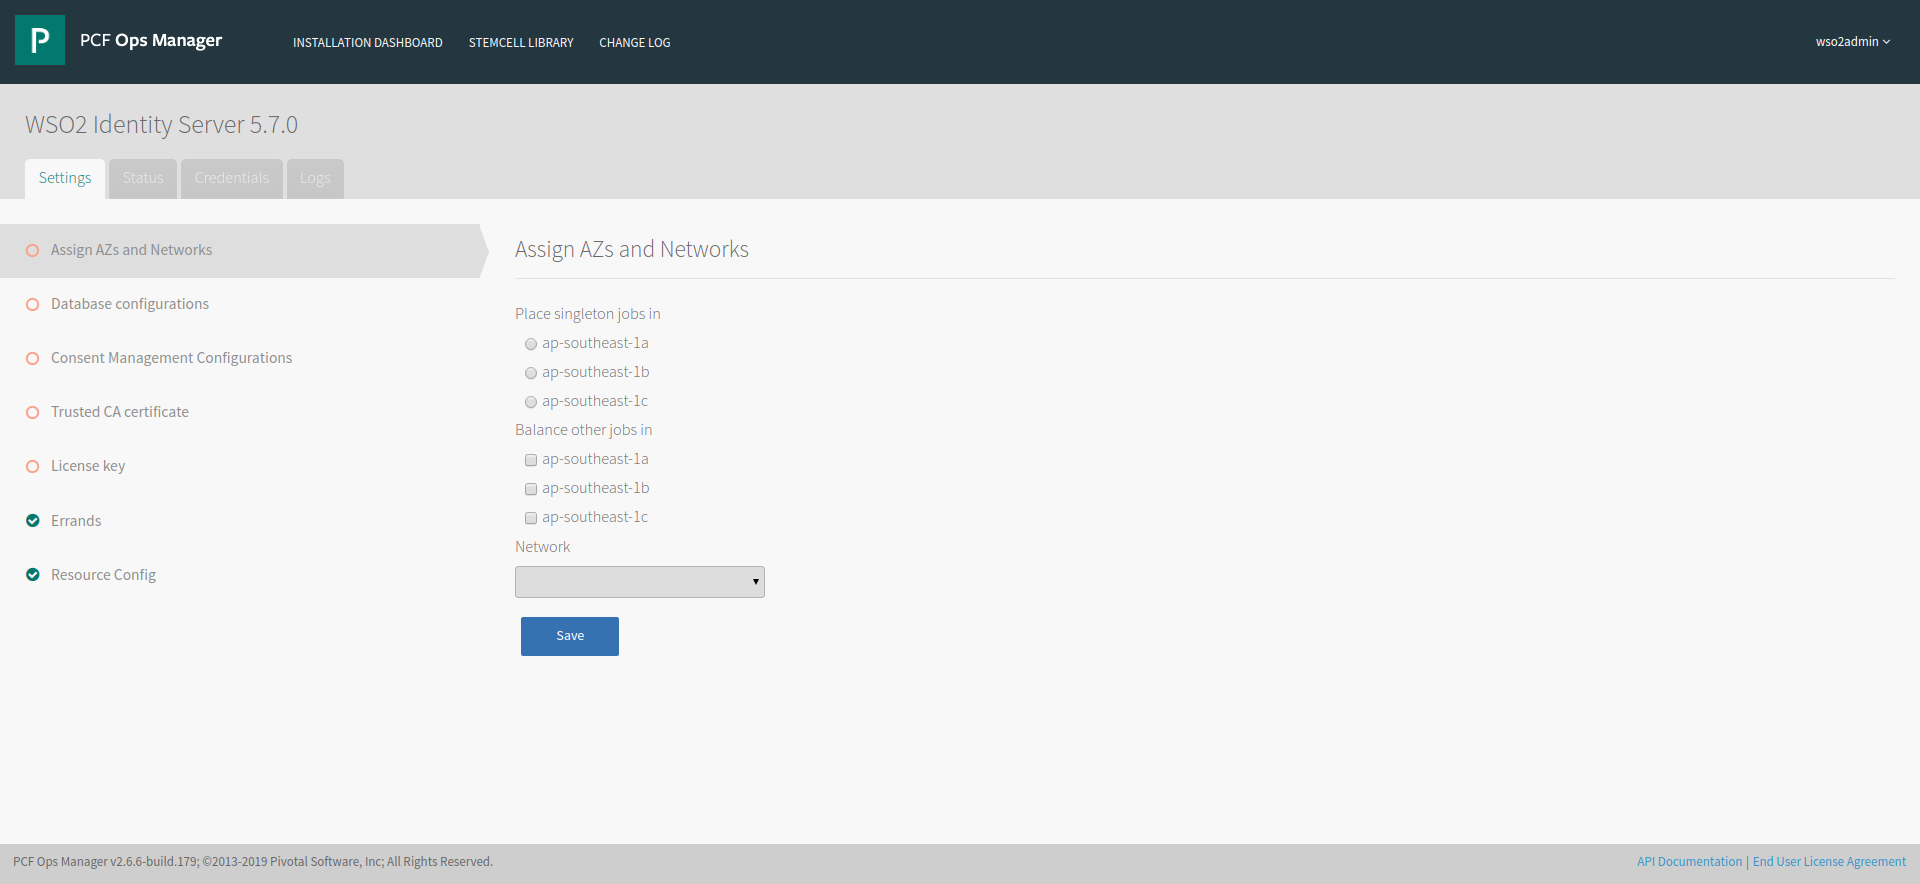 P PCF Ops Manager INSTALLATION DASHBOARD STEMCELL LIBRARY CHANGE LOG wso2admin
WSO2 Identity Server 5.7.0
Settings Status Credentials Logs
Assign AZs and Networks
Database configurations
Consent Management Configurations
Trusted CA certificate
License key
Errands
Resource Config
Assign AZs and Networks
Place singleton jobs in
ap-southeast-1a
ap-southeast-1b
ap-southeast-1c
Balance other jobs in
ap-southeast-1a
ap-southeast-1b
ap-southeast-1c
Network
Save
PCF Ops Manager v2.6.6-build.179; ©2013-2019 Pivotal Software, Inc; All Rights Reserved. API Documentation | End User License Agreement